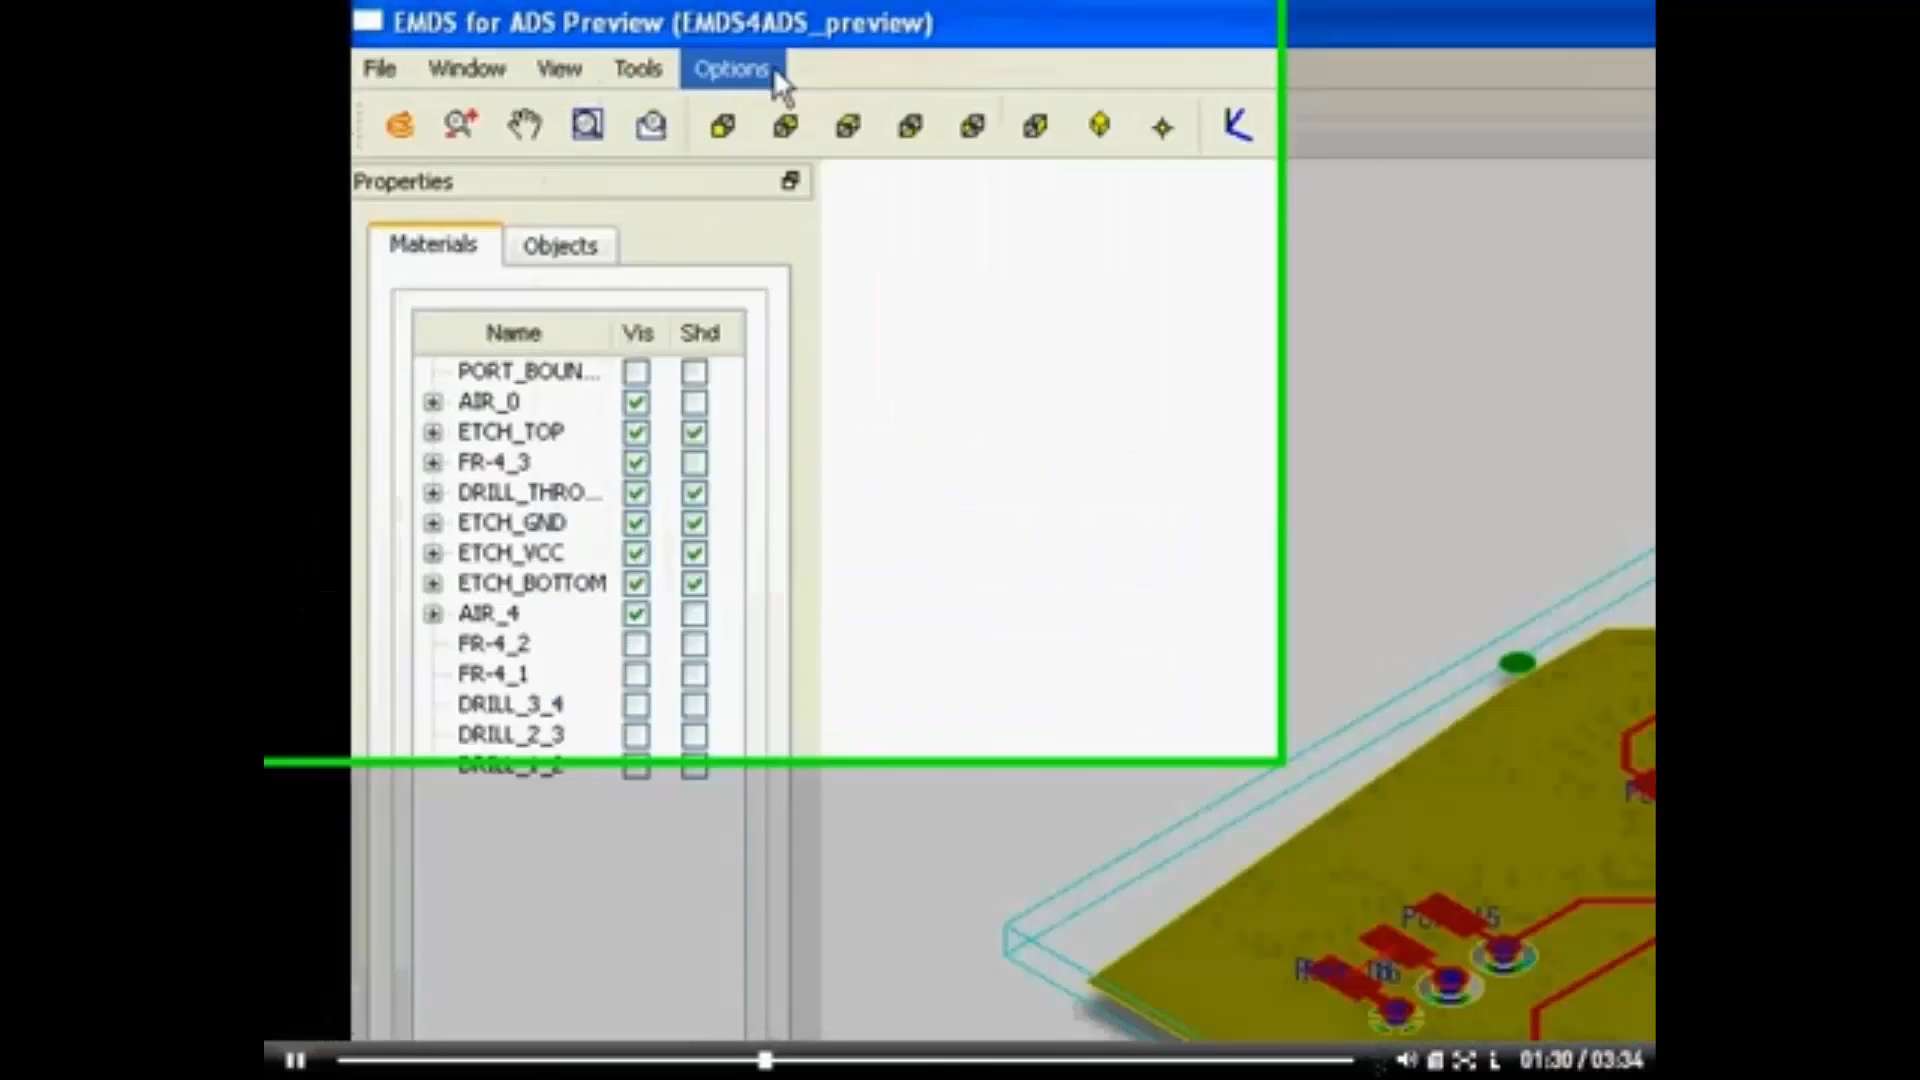 EMDS for ADS Preview (EMDS4ADS_preview)
File Window View Tools Options
Properties
Materials Objects
Name Vis Shd
PORT_BOUN...
AIR_0
ETCH_TOP
FR-4_3
DRILL_THRO...
ETCH_GND
ETCH_VCC
ETCH_BOTTOM
AIR_4
FR-4_2
FR-4_1
DRILL_3_4
DRILL_2_3
DRILL_1_2
01:30 / 03:34